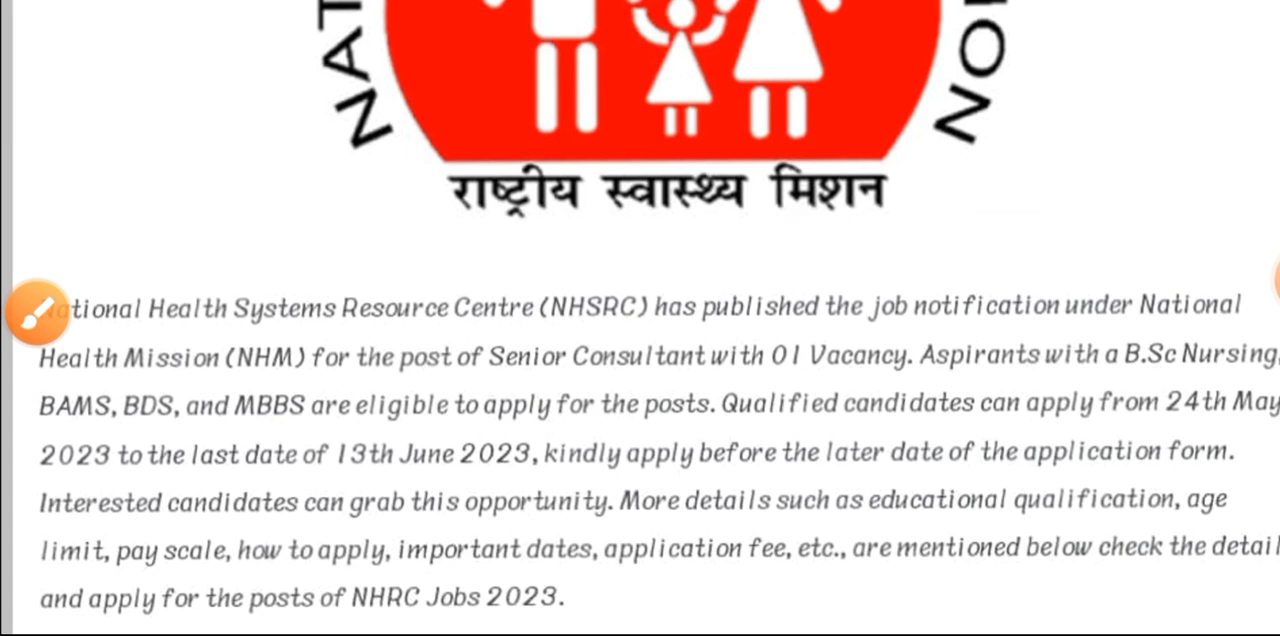 NAT
ION
राष्ट्रीय स्वास्थ्य मिशन
ational Health Systems Resource Centre (NHSRC) has published the job notification under National
Health Mission (NHM) for the post of Senior Consultant with 01 Vacancy. Aspirants with a B.Sc Nursing,
BAMS, BDS, and MBBS are eligible to apply for the posts. Qualified candidates can apply from 24th May
2023 to the last date of 13th June 2023, kindly apply before the later date of the application form.
Interested candidates can grab this opportunity. More details such as educational qualification, age
limit, pay scale, how to apply, important dates, application fee, etc., are mentioned below check the detail
and apply for the posts of NHRC Jobs 2023.